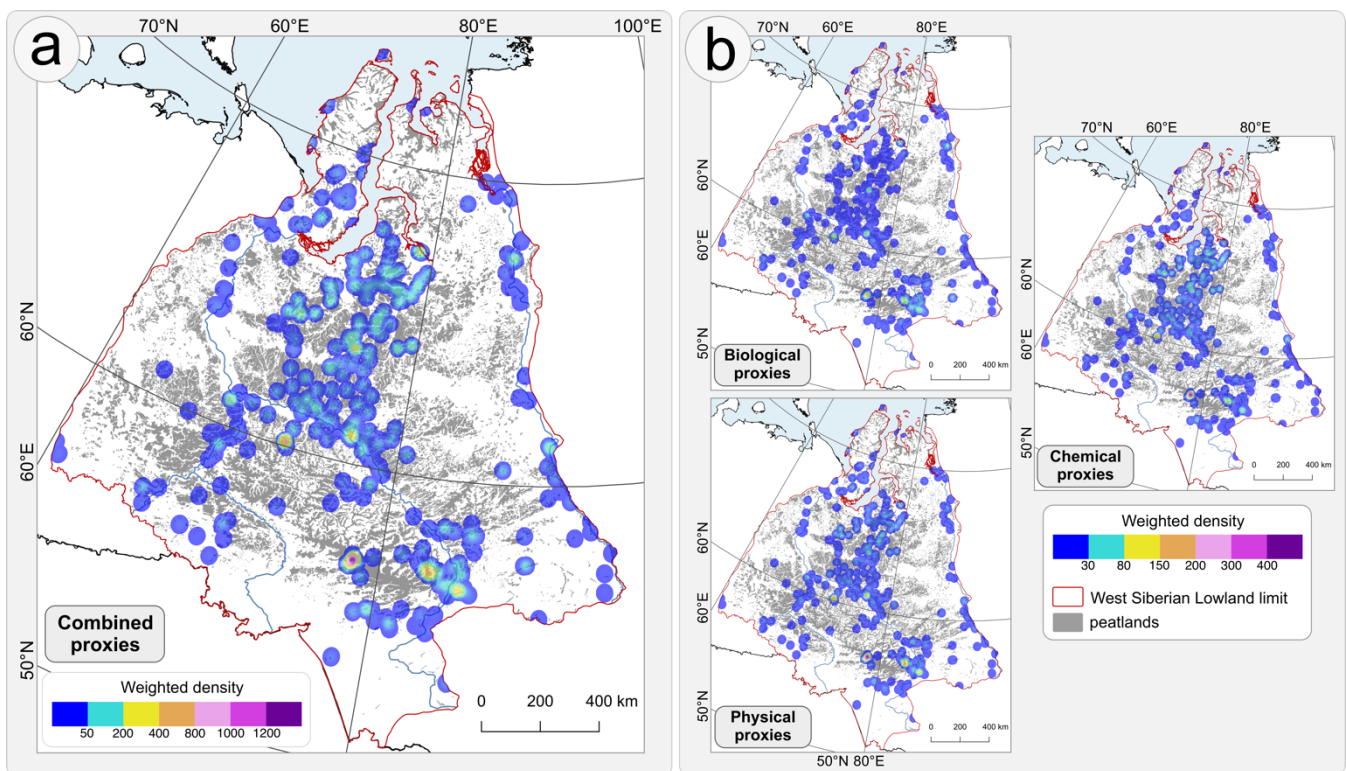 a
70°N 60°E 80°E 100°E
60°N
60°E
50°N
Combined
proxies
Weighted density
50 200 400 800 1000 1200
0 200 400 km
b
70°N 60°E 80°E
60°N
60°E
50°N
Biological
proxies
0 200 400 km
60°N
60°E
50°N
Physical
proxies
0 200 400 km
50°N 80°E
70°N 60°E 80°E
60°N
60°E
50°N
Chemical
proxies
0 200 400 km
Weighted density
30 80 150 200 300 400
West Siberian Lowland limit
peatlands